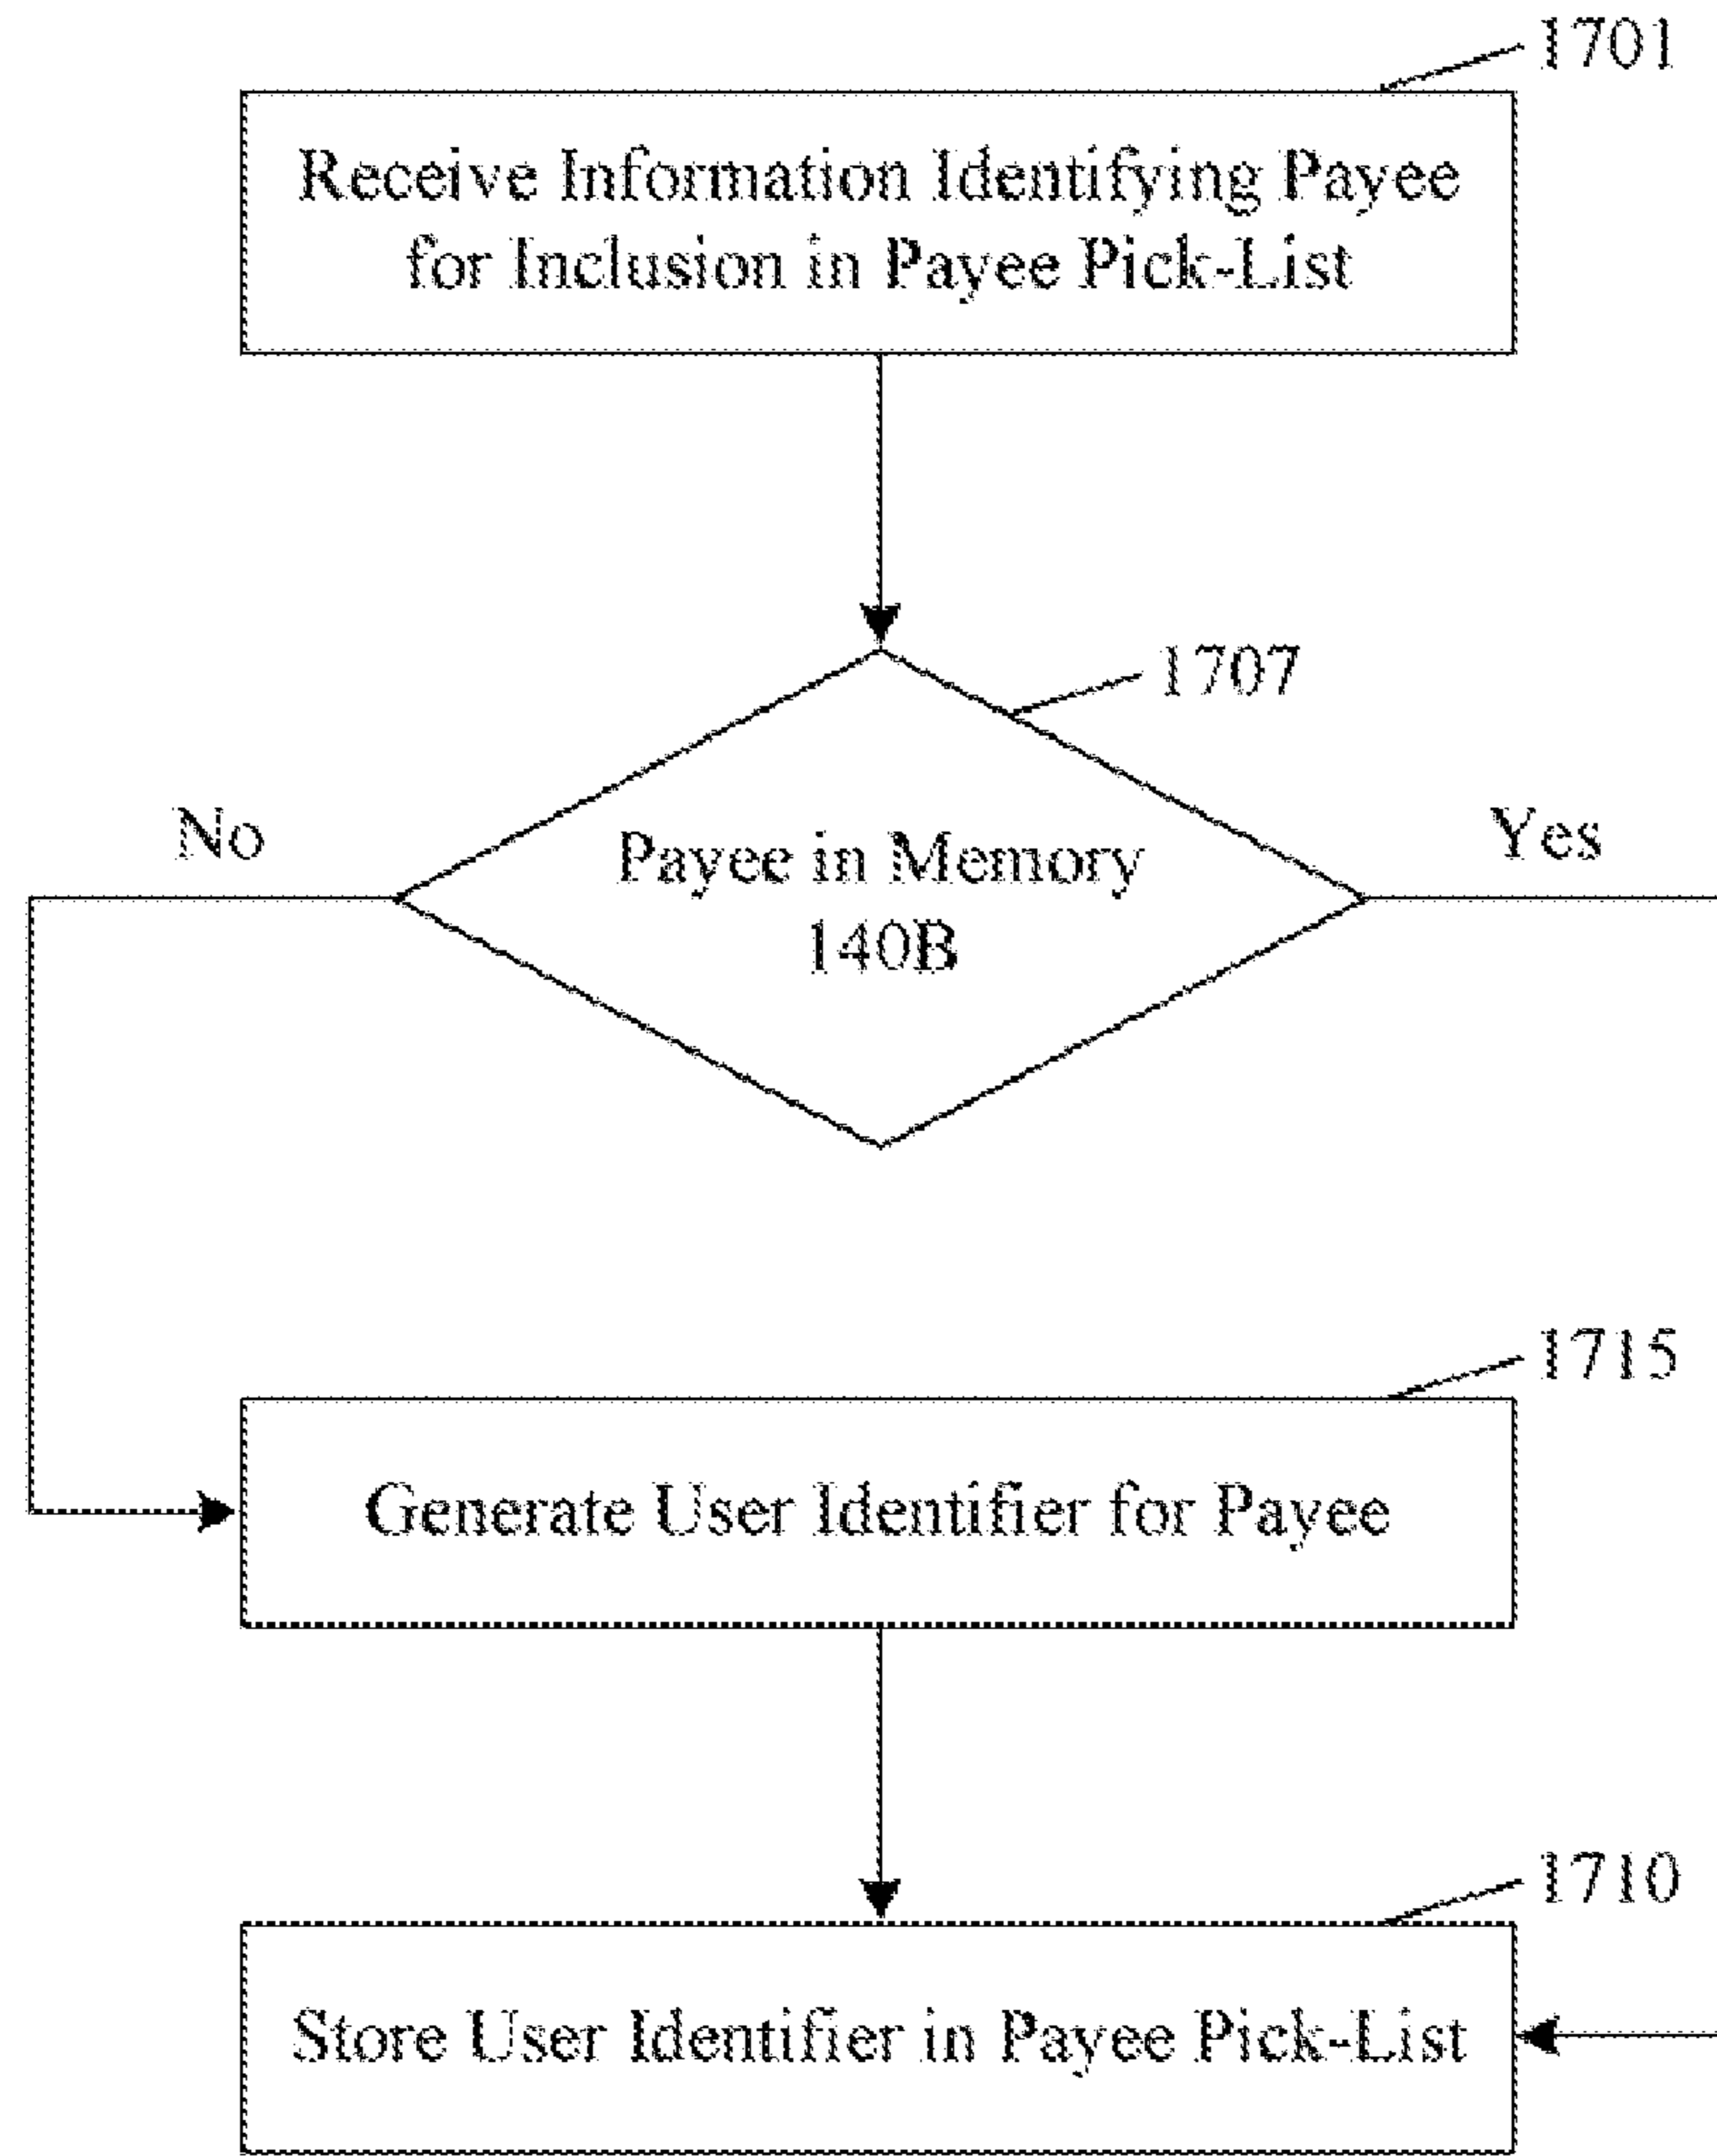 1701
Receive Information Identifying Payee
for Inclusion in Payee Pick-List
1707
No
Yes
Payee in Memory
140B
1715
Generate User Identifier for Payee
1710
Store User Identifier in Payee Pick-List